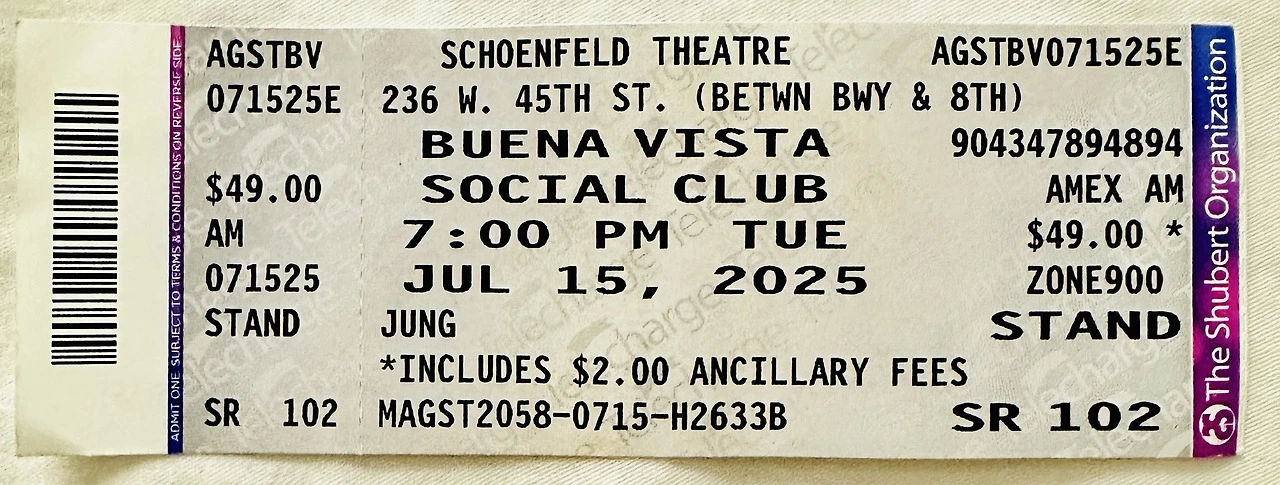 AGSTBV SCHOENFELD THEATRE AGSTBV071525E
071525E 236 W. 45TH ST. (BETWN BWY & 8TH)
BUENA VISTA 904347894894
$49.00 SOCIAL CLUB AMEX AM
AM 7:00 PM TUE $49.00 *
071525 JUL 15, 2025 ZONE900
STAND JUNG STAND
*INCLUDES $2.00 ANCILLARY FEES
SR 102 MAGST2058-0715-H2633B SR 102
ADMIT ONE SUBJECT TO TERMS & CONDITIONS ON REVERSE SIDE
The Shubert Organization
Telecharge